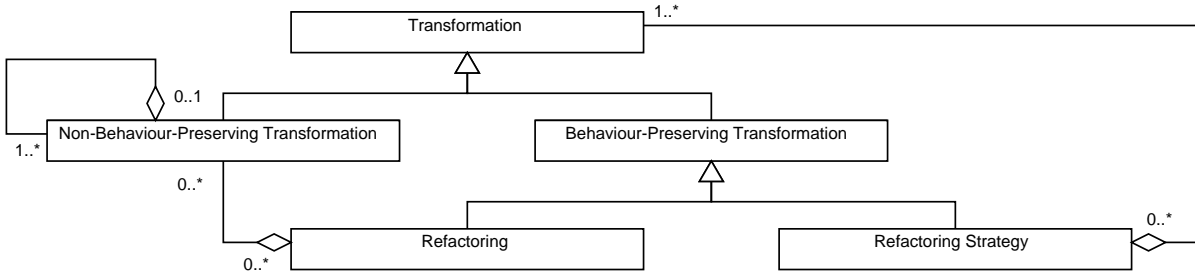 Transformation
1..*
0..1
Non-Behaviour-Preserving Transformation
Behaviour-Preserving Transformation
1..*
0..*
Refactoring
Refactoring Strategy
0..*
0..*